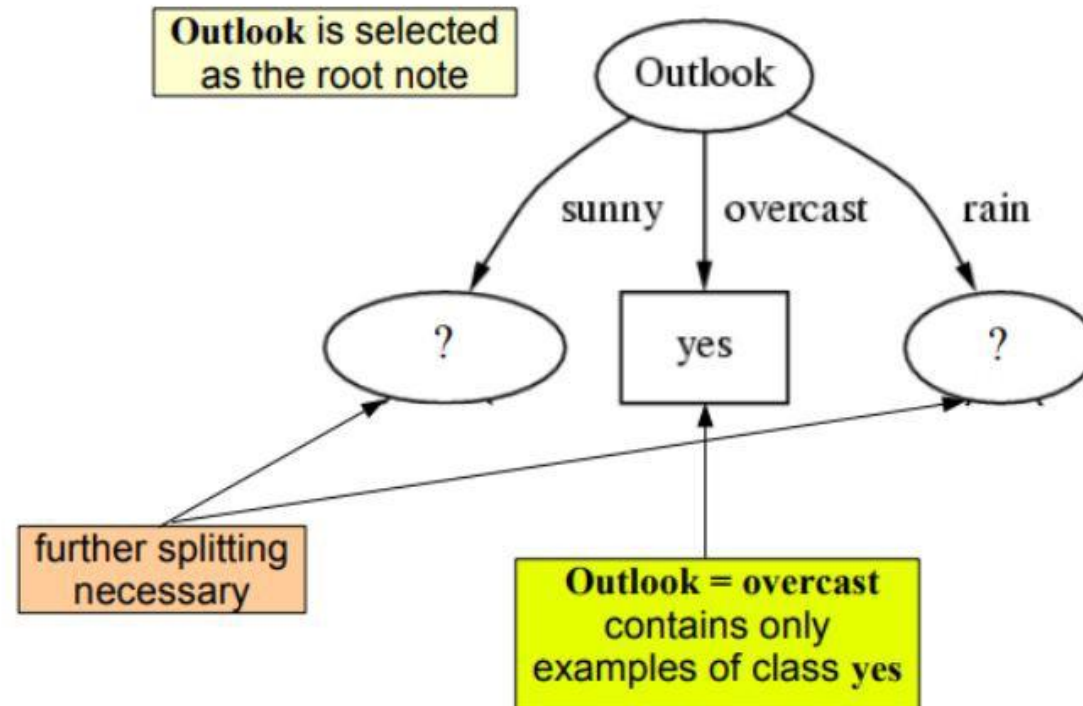 Outlook is selected
as the root note
Outlook
sunny
overcast
rain
?
yes
?
further splitting
necessary
Outlook = overcast
contains only
examples of class yes